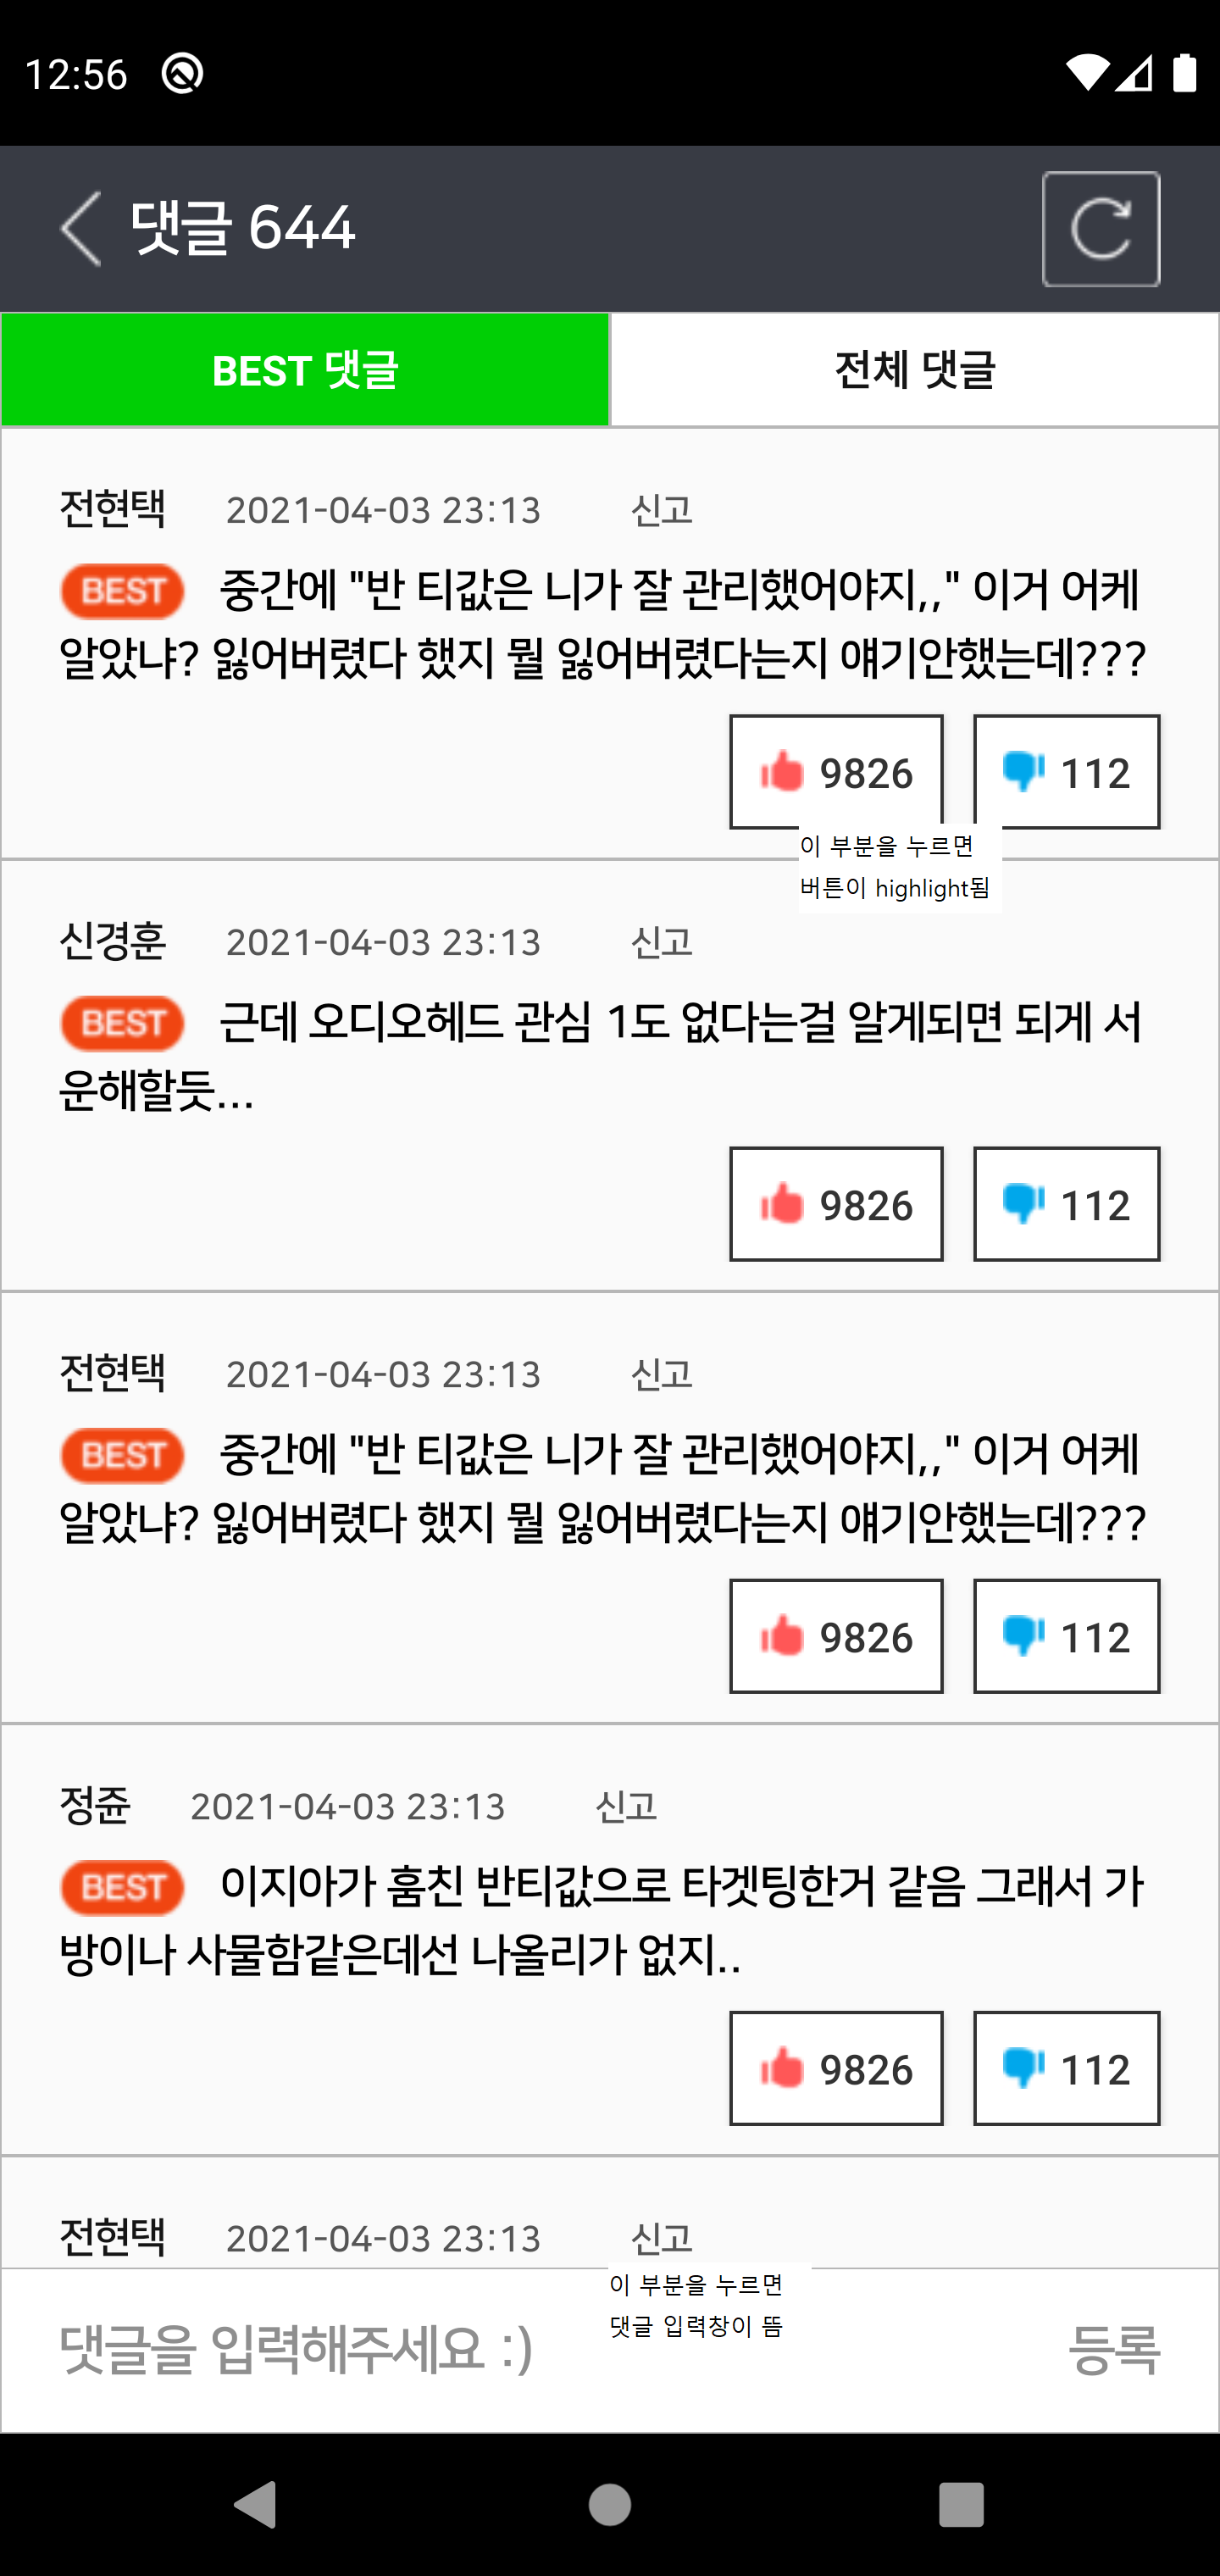 12:56
댓글 644
BEST 댓글
전체 댓글
전현택 2021-04-03 23:13 신고
BEST 중간에 "반 티값은 니가 잘 관리했어야지,," 이거 어케
알았냐? 잃어버렸다 했지 뭘 잃어버렸다는지 얘기안했는데???
9826 112
이 부분을 누르면
버튼이 highlight됨
신경훈 2021-04-03 23:13 신고
BEST 근데 오디오헤드 관심 1도 없다는걸 알게되면 되게 서
운해할듯...
9826 112
전현택 2021-04-03 23:13 신고
BEST 중간에 "반 티값은 니가 잘 관리했어야지,," 이거 어케
알았냐? 잃어버렸다 했지 뭘 잃어버렸다는지 얘기안했는데???
9826 112
정쥰 2021-04-03 23:13 신고
BEST 이지아가 훔친 반티값으로 타겟팅한거 같음 그래서 가
방이나 사물함같은데선 나올리가 없지..
9826 112
전현택 2021-04-03 23:13 신고
이 부분을 누르면
댓글 입력창이 뜸
댓글을 입력해주세요 :)
등록